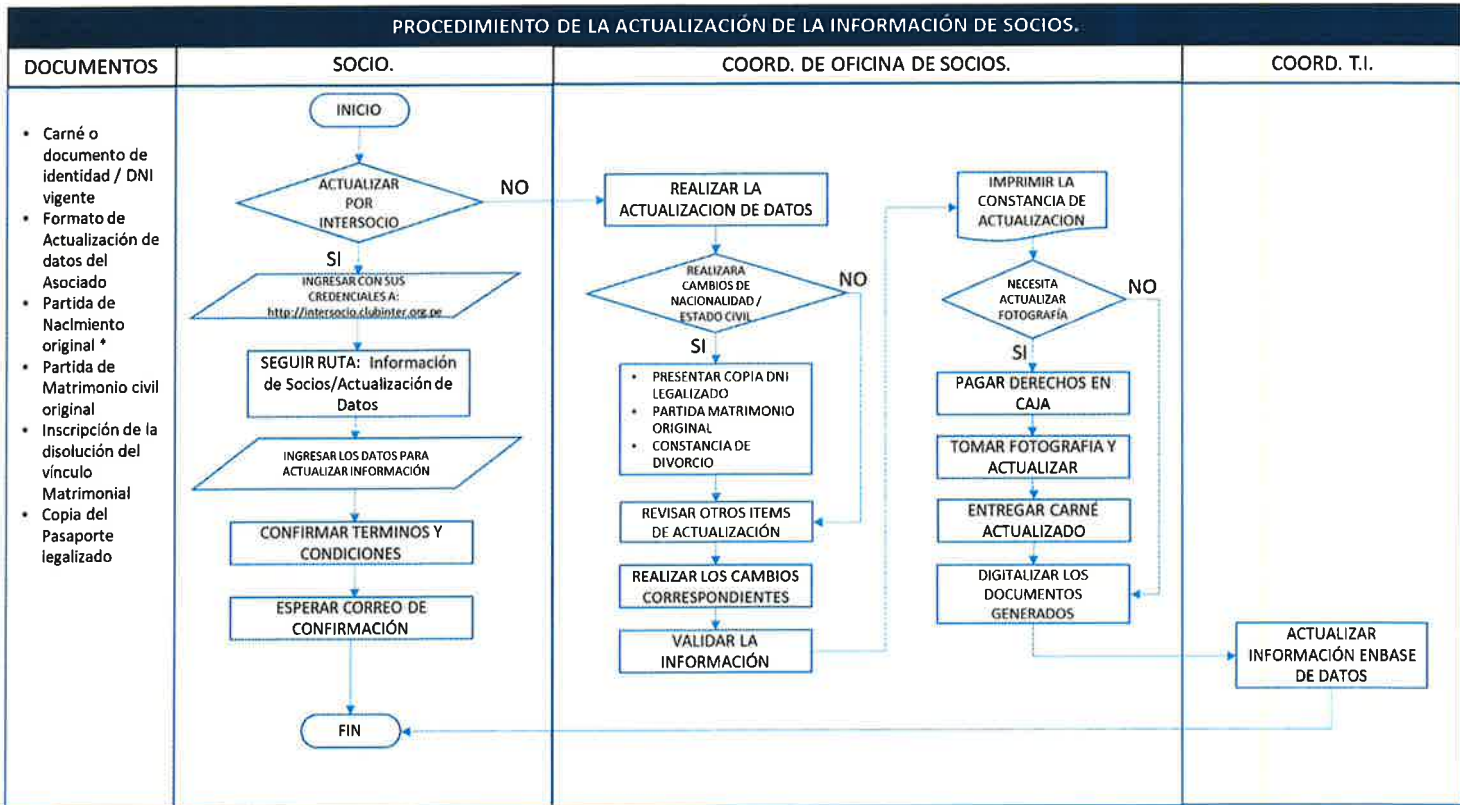 PROCEDIMIENTO DE LA ACTUALIZACIÓN DE LA INFORMACIÓN DE SOCIOS.
DOCUMENTOS
SOCIO.
COORD. DE OFICINA DE SOCIOS.
COORD. T.I.
• Carné o
documento de
identidad / DNI
vigente
• Formato de
Actualización de
datos del
Asociado
• Partida de
Nacimiento
original *
• Partida de
Matrimonio civil
original
• Inscripción de la
disolución del
vínculo
Matrimonial
• Copia del
Pasaporte
legalizado
INICIO
ACTUALIZAR
POR
INTERSOCIO
NO
SI
INGRESAR CON SUS
CREDENCIALES A:
http://intersocio.clubinter.org.pe
SEGUIR RUTA: Información
de Socios/Actualización de
Datos
INGRESAR LOS DATOS PARA
ACTUALIZAR INFORMACIÓN
CONFIRMAR TERMINOS Y
CONDICIONES
ESPERAR CORREO DE
CONFIRMACIÓN
FIN
REALIZAR LA
ACTUALIZACION DE DATOS
REALIZARA
CAMBIOS DE
NACIONALIDAD /
ESTADO CIVIL
NO
SI
• PRESENTAR COPIA DNI
LEGALIZADO
• PARTIDA MATRIMONIO
ORIGINAL
• CONSTANCIA DE
DIVORCIO
REVISAR OTROS ITEMS
DE ACTUALIZACIÓN
REALIZAR LOS CAMBIOS
CORRESPONDIENTES
VALIDAR LA
INFORMACIÓN
IMPRIMIR LA
CONSTANCIA DE
ACTUALIZACION
NECESITA
ACTUALIZAR
FOTOGRAFÍA
NO
SI
PAGAR DERECHOS EN
CAJA
TOMAR FOTOGRAFIA Y
ACTUALIZAR
ENTREGAR CARNÉ
ACTUALIZADO
DIGITALIZAR LOS
DOCUMENTOS
GENERADOS
ACTUALIZAR
INFORMACIÓN ENBASE
DE DATOS